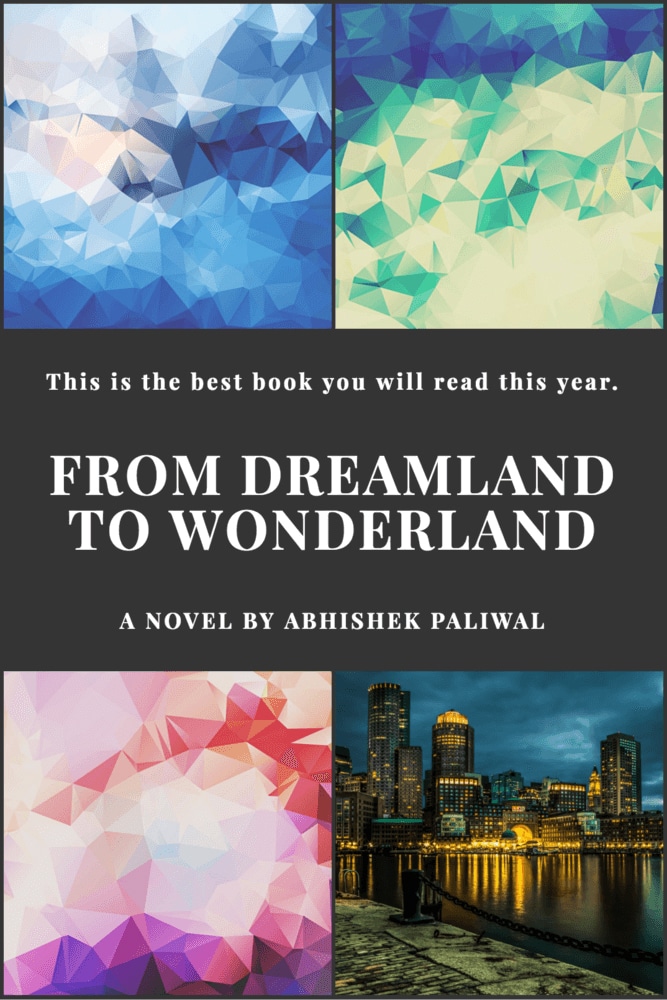 This is the best book you will read this year.
FROM DREAMLAND
TO WONDERLAND
A NOVEL BY ABHISHEK PALIWAL